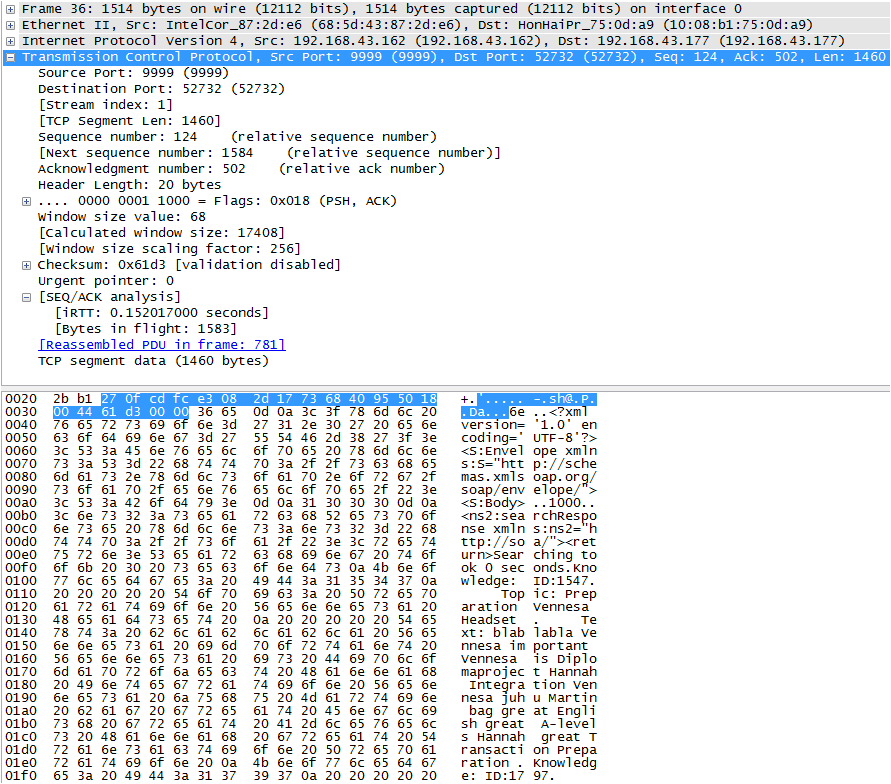 Frame 36: 1514 bytes on wire (12112 bits), 1514 bytes captured (12112 bits) on interface 0
Ethernet II, Src: IntelCor_87:2d:e6 (68:5d:43:87:2d:e6), Dst: HonHaiPr_75:0d:a9 (10:08:b1:75:0d:a9)
Internet Protocol Version 4, Src: 192.168.43.162 (192.168.43.162), Dst: 192.168.43.177 (192.168.43.177)
Transmission Control Protocol, Src Port: 9999 (9999), Dst Port: 52732 (52732), Seq: 124, Ack: 502, Len: 1460
Source Port: 9999 (9999)
Destination Port: 52732 (52732)
[Stream index: 1]
[TCP Segment Len: 1460]
Sequence number: 124    (relative sequence number)
[Next sequence number: 1584    (relative sequence number)]
Acknowledgment number: 502    (relative ack number)
Header Length: 20 bytes
.... 0000 0001 1000 = Flags: 0x018 (PSH, ACK)
Window size value: 68
[Calculated window size: 17408]
[Window size scaling factor: 256]
Checksum: 0x61d3 [validation disabled]
Urgent pointer: 0
[SEQ/ACK analysis]
[iRTT: 0.152017000 seconds]
[Bytes in flight: 1583]
[Reassembled PDU in frame: 781]
TCP segment data (1460 bytes)
0020 2b b1 27 0f cd fc e3 08 2d 17 73 68 40 95 50 18 +.'..... -.sh@.P.
0030 00 44 61 d3 00 00 36 65 0d 0a 3c 3f 78 6d 6c 20 .Da...6e ..<?xml
0040 76 65 72 73 69 6f 6e 3d 27 31 2e 30 27 20 65 6e version= '1.0' en
0050 63 6f 64 69 6e 67 3d 27 55 54 46 2d 38 27 3f 3e coding=' UTF-8'?>
0060 3c 53 3a 45 6e 76 65 6c 6f 70 65 20 78 6d 6c 6e <S:Envel ope xmln
0070 73 3a 53 3d 22 68 74 74 70 3a 2f 2f 73 63 68 65 s:S="htt p://sche
0080 6d 61 73 2e 78 6d 6c 73 6f 61 70 2e 6f 72 67 2f mas.xmls oap.org/
0090 73 6f 61 70 2f 65 6e 76 65 6c 6f 70 65 2f 22 3e soap/env elope/">
00a0 3c 53 3a 42 6f 64 79 3e 0d 0a 31 30 30 30 0d 0a <S:Body> ..1000..
00b0 3c 6e 73 32 3a 73 65 61 72 63 68 52 65 73 70 6f <ns2:sea rchRespo
00c0 6e 73 65 20 78 6d 6c 6e 73 3a 6e 73 32 3d 22 68 nse xmln s:ns2="h
00d0 74 74 70 3a 2f 2f 73 6f 61 2f 22 3e 3c 72 65 74 ttp://so a/"><ret
00e0 75 72 6e 3e 53 65 61 72 63 68 69 6e 67 20 74 6f urn>Sear ching to
00f0 6f 6b 20 30 20 73 65 63 6f 6e 64 73 0a 4b 6e 6f ok 0 sec onds.Kno
0100 77 6c 65 64 67 65 3a 20 49 44 3a 31 35 34 37 0a wledge: ID:1547.
0110 20 20 20 20 20 54 6f 70 69 63 3a 20 50 72 65 70 Top ic: Prep
0120 61 72 61 74 69 6f 6e 20 56 65 6e 6e 65 73 61 20 aration Vennesa
0130 48 65 61 64 73 65 74 20 0a 20 20 20 20 20 54 65 Headset . Te
0140 78 74 3a 20 62 6c 61 62 6c 61 62 6c 61 20 56 65 xt: blab labla Ve
0150 6e 6e 65 73 61 20 69 6d 70 6f 72 74 61 6e 74 20 nnesa im portant
0160 56 65 6e 6e 65 73 61 20 69 73 20 44 69 70 6c 6f Vennesa is Diplo
0170 6d 61 70 72 6f 6a 65 63 74 20 48 61 6e 6e 61 68 maprojec t Hannah
0180 20 49 6e 74 65 67 72 61 74 69 6f 6e 20 56 65 6e Integra tion Ven
0190 6e 65 73 61 20 6a 75 68 75 20 4d 61 72 74 69 6e nesa juh u Martin
01a0 20 62 61 67 20 67 72 65 61 74 20 45 6e 67 6c 69 bag gre at Engli
01b0 73 68 20 67 72 65 61 74 20 41 2d 6c 65 76 65 6c sh great A-level
01c0 73 20 48 61 6e 6e 61 68 20 67 72 65 61 74 20 54 s Hannah great T
01d0 72 61 6e 73 61 63 74 69 6f 6e 20 50 72 65 70 61 ransacti on Prepa
01e0 72 61 74 69 6f 6e 20 0a 4b 6e 6f 77 6c 65 64 67 ration . Knowledg
01f0 65 3a 20 49 44 3a 31 37 39 37 0a 20 20 20 20 20 e: ID:17 97.